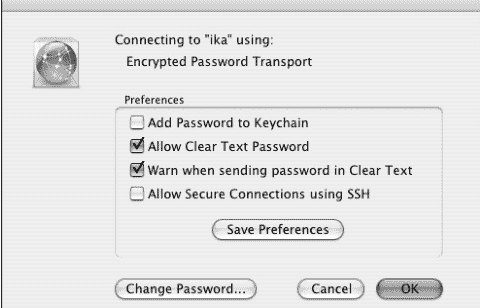 Connecting to "ika" using:
Encrypted Password Transport
Preferences
Add Password to Keychain
Allow Clear Text Password
Warn when sending password in Clear Text
Allow Secure Connections using SSH
Save Preferences
Change Password...
Cancel
OK